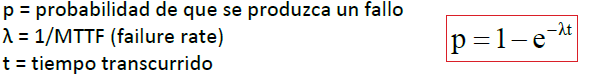 p = probabilidad de que se produzca un fallo
λ = 1/MTTF (failure rate)
t = tiempo transcurrido
p = 1 − e^{−λt}